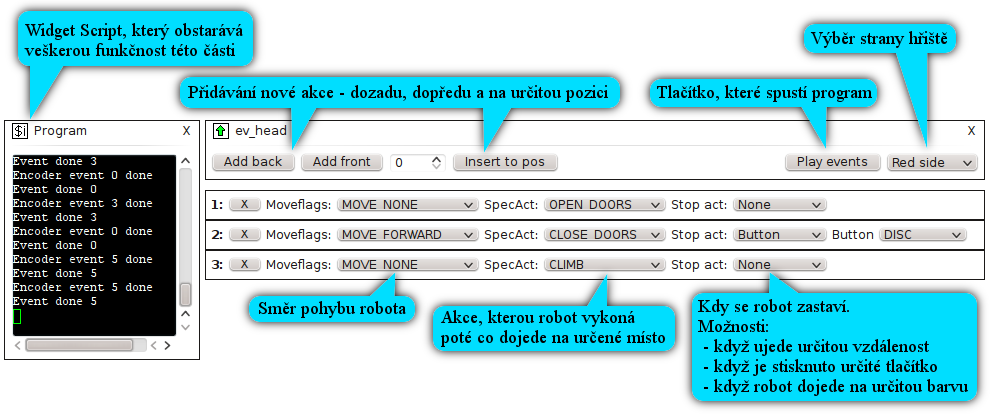 Widget Script, který obstarává
veškerou funkčnost této části
Výběr strany hřiště
Přidávání nové akce - dozadu, dopředu a na určitou pozici
Tlačítko, které spustí program
$i Program X
ev_head X
Event done 3
Encoder event 0 done
Event done 0
Encoder event 3 done
Event done 3
Encoder event 0 done
Event done 0
Encoder event 5 done
Event done 5
Encoder event 5 done
Event done 5
Add back Add front 0 Insert to pos Play events Red side
1: X Moveflags: MOVE_NONE SpecAct: OPEN_DOORS Stop act: None
2: X Moveflags: MOVE_FORWARD SpecAct: CLOSE_DOORS Stop act: Button Button DISC
3: X Moveflags: MOVE_NONE SpecAct: CLIMB Stop act: None
Směr pohybu robota
Akce, kterou robot vykoná
poté co dojede na určené místo
Kdy se robot zastaví.
Možnosti:
- když ujede určitou vzdálenost
- když je stisknuto určité tlačítko
- když robot dojede na určitou barvu